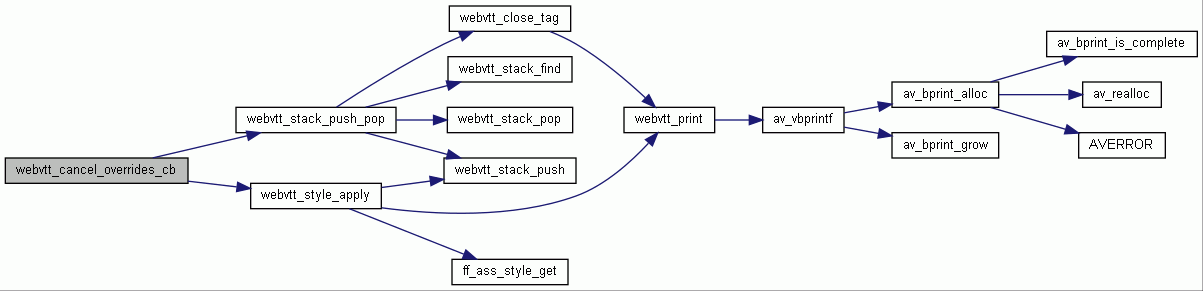 webvtt_close_tag
av_bprint_is_complete
webvtt_stack_find
av_bprint_alloc
av_realloc
webvtt_stack_push_pop
webvtt_stack_pop
webvtt_print
av_vbprintf
av_bprint_grow
AVERROR
webvtt_cancel_overrides_cb
webvtt_stack_push
webvtt_style_apply
ff_ass_style_get